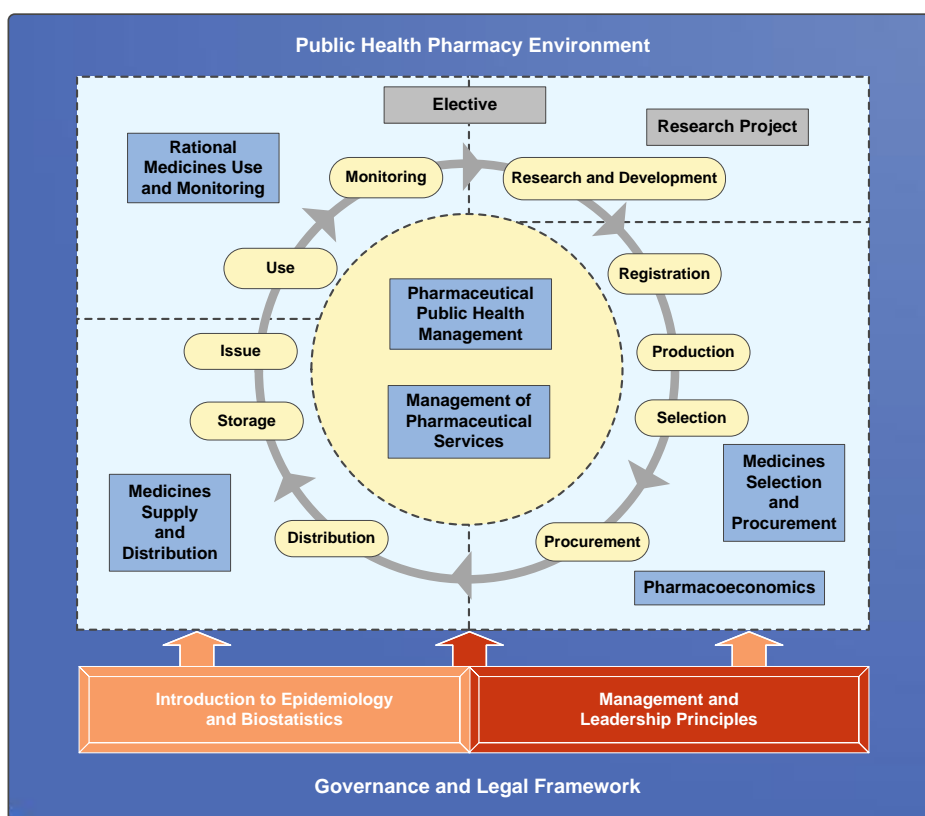 Public Health Pharmacy Environment
Elective
Research Project
Rational
Medicines Use
and Monitoring
Monitoring
Research and Development
Use
Registration
Pharmaceutical
Public Health
Management
Issue
Production
Management of
Pharmaceutical
Services
Storage
Selection
Medicines
Selection
and
Procurement
Medicines
Supply
and
Distribution
Distribution
Procurement
Pharmacoeconomics
Introduction to Epidemiology
and Biostatistics
Management and
Leadership Principles
Governance and Legal Framework